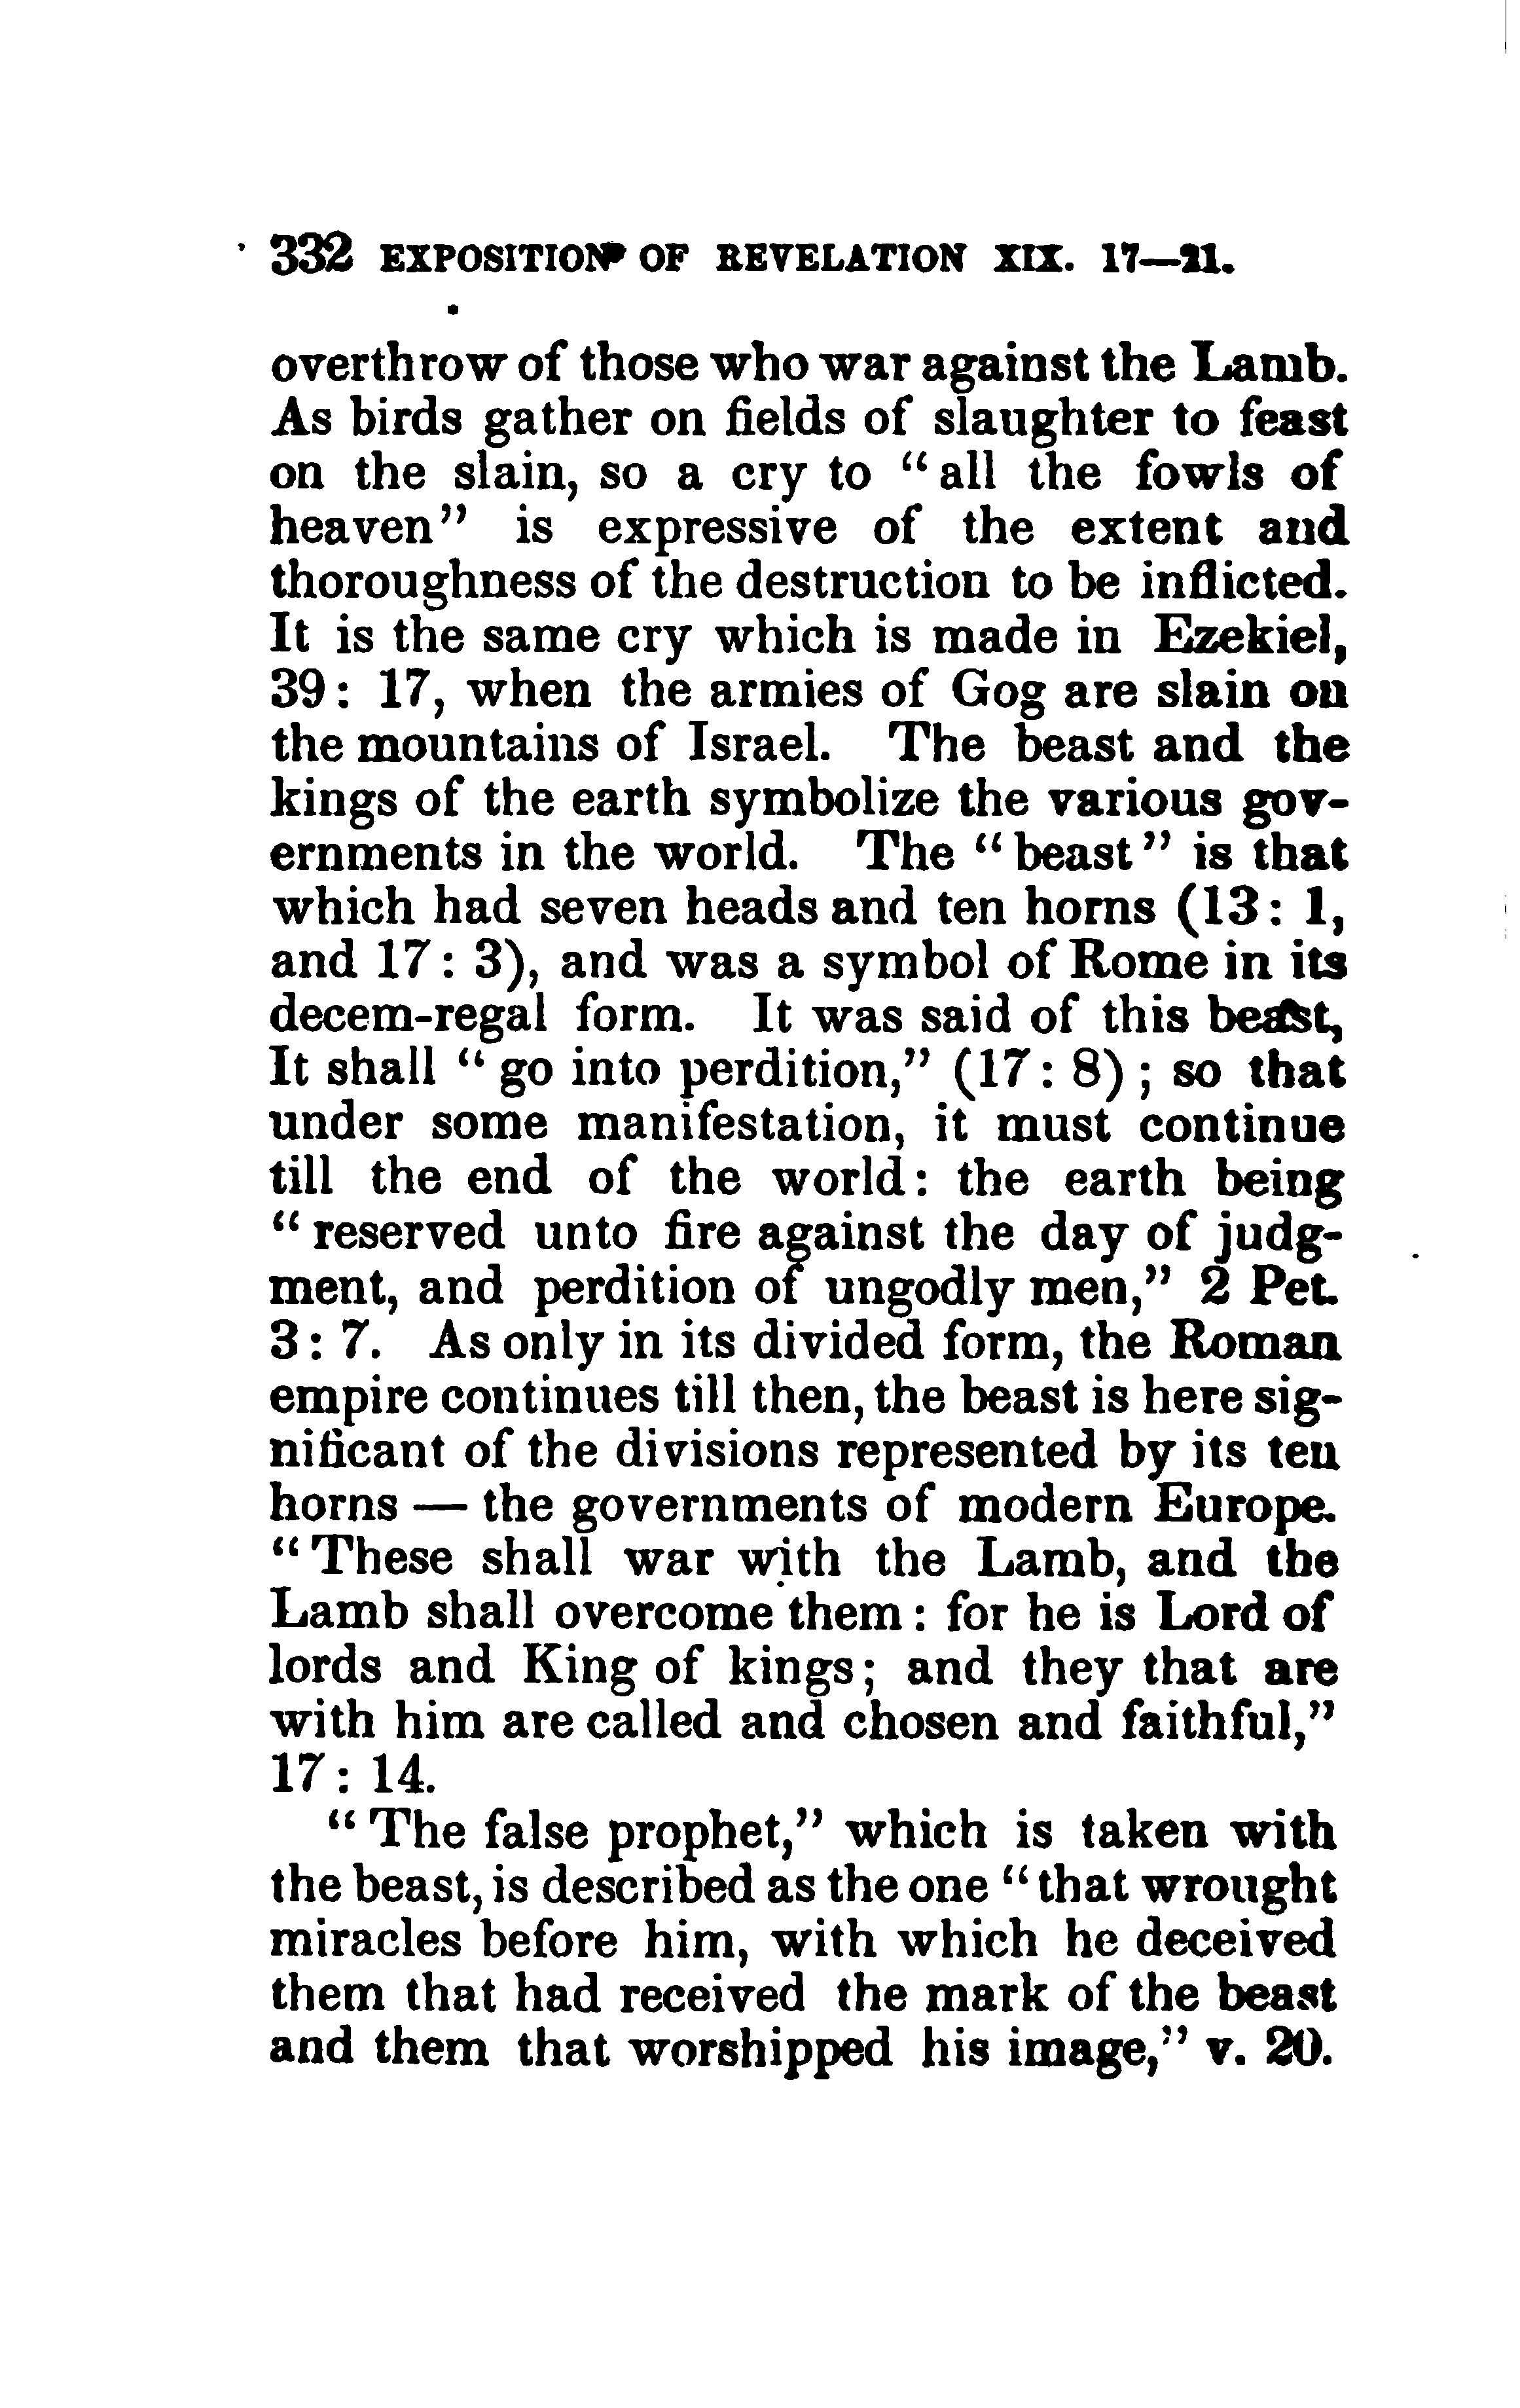 332 EXPOSITION OF REVELATION XIX. 17—21.
overthrow of those who war against the Lamb.
As birds gather on fields of slaughter to feast
on the slain, so a cry to “all the fowls of
heaven” is expressive of the extent and
thoroughness of the destruction to be inflicted.
It is the same cry which is made in Ezekiel,
39: 17, when the armies of Gog are slain on
the mountains of Israel. The beast and the
kings of the earth symbolize the various gov-
ernments in the world. The “beast” is that
which had seven heads and ten horns (13: 1,
and 17: 3), and was a symbol of Rome in its
decem-regal form. It was said of this beast,
It shall “go into perdition,” (17: 8); so that
under some manifestation, it must continue
till the end of the world: the earth being
“reserved unto fire against the day of judg-
ment, and perdition of ungodly men,” 2 Pet.
3: 7. As only in its divided form, the Roman
empire continues till then, the beast is here sig-
nificant of the divisions represented by its ten
horns — the governments of modern Europe.
“These shall war with the Lamb, and the
Lamb shall overcome them: for he is Lord of
lords and King of kings; and they that are
with him are called and chosen and faithful,”
17: 14.
“The false prophet,” which is taken with
the beast, is described as the one “that wrought
miracles before him, with which he deceived
them that had received the mark of the beast
and them that worshipped his image,” v. 20.